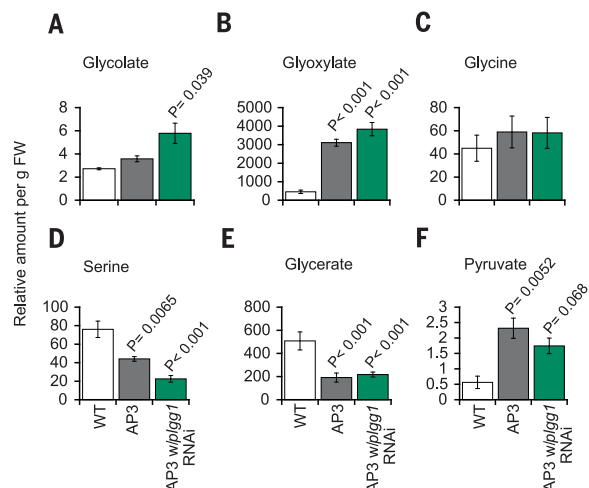 A
Glycolate
P= 0.039
8
6
4
2
0
B
Glyoxylate
P< 0.001
P< 0.001
5000
4000
3000
2000
1000
0
C
Glycine
80
60
40
20
0
Relative amount per g FW
D
Serine
P= 0.0065
P< 0.001
100
80
60
40
20
0
WT
AP3
AP3 w/plgg1
RNAi
E
Glycerate
P< 0.001
P< 0.001
800
600
400
200
0
WT
AP3
AP3 w/plgg1
RNAi
F
Pyruvate
P= 0.0052
P= 0.068
3
2.5
2
1.5
1
0.5
0
WT
AP3
AP3 w/plgg1
RNAi